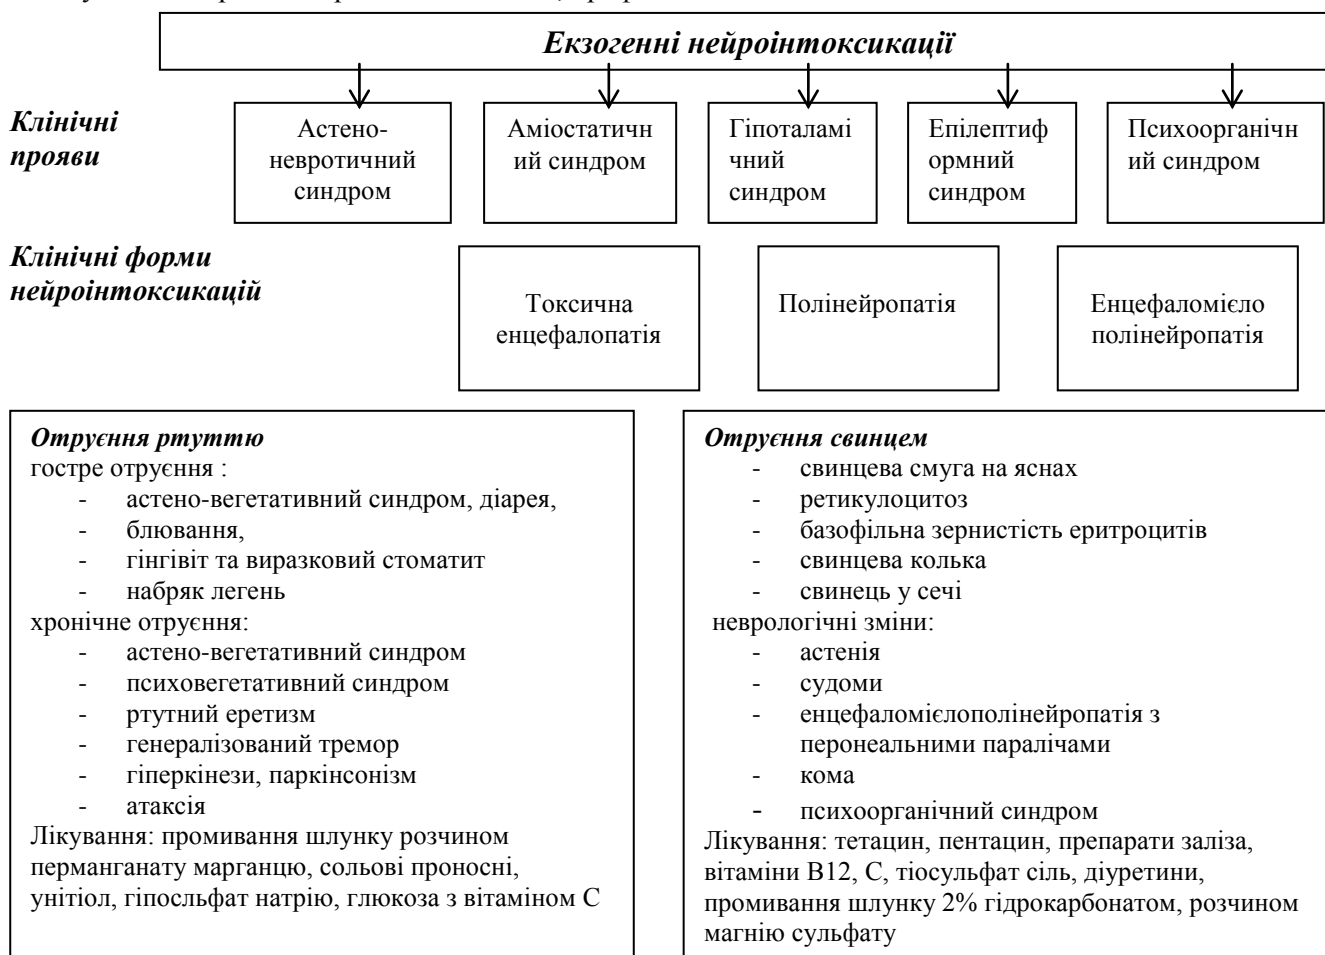 Екзогенні нейроінтоксикації
Клінічні
прояви
Астено-
невротичний
синдром
Аміостатичн
ий синдром
Гіпоталамі
чний
синдром
Епілептиф
ормний
синдром
Психоорганічн
ий синдром
Клінічні форми
нейроінтоксикацій
Токсична
енцефалопатія
Полінейропатія
Енцефаломієло
полінейропатія
Отруєння ртуттю
гостре отруєння :
- астено-вегетативний синдром, діарея,
- блювання,
- гінгівіт та виразковий стоматит
- набряк легень
хронічне отруєння:
- астено-вегетативний синдром
- психовегетативний синдром
- ртутний еретизм
- генералізований тремор
- гіперкінези, паркінсонізм
- атаксія
Лікування: промивання шлунку розчином
перманганату марганцю, сольові проносні,
унітіол, гіпосльфат натрію, глюкоза з вітаміном С
Отруєння свинцем
- свинцева смуга на яснах
- ретикулоцитоз
- базофільна зернистість еритроцитів
- свинцева колька
- свинець у сечі
неврологічні зміни:
- астенія
- судоми
- енцефаломієлополінейропатія з
перонеальними паралічами
- кома
- психоорганічний синдром
Лікування: тетацин, пентацин, препарати заліза,
вітаміни В12, С, тіосульфат сіль, діуретини,
промивання шлунку 2% гідрокарбонатом, розчином
магнію сульфату